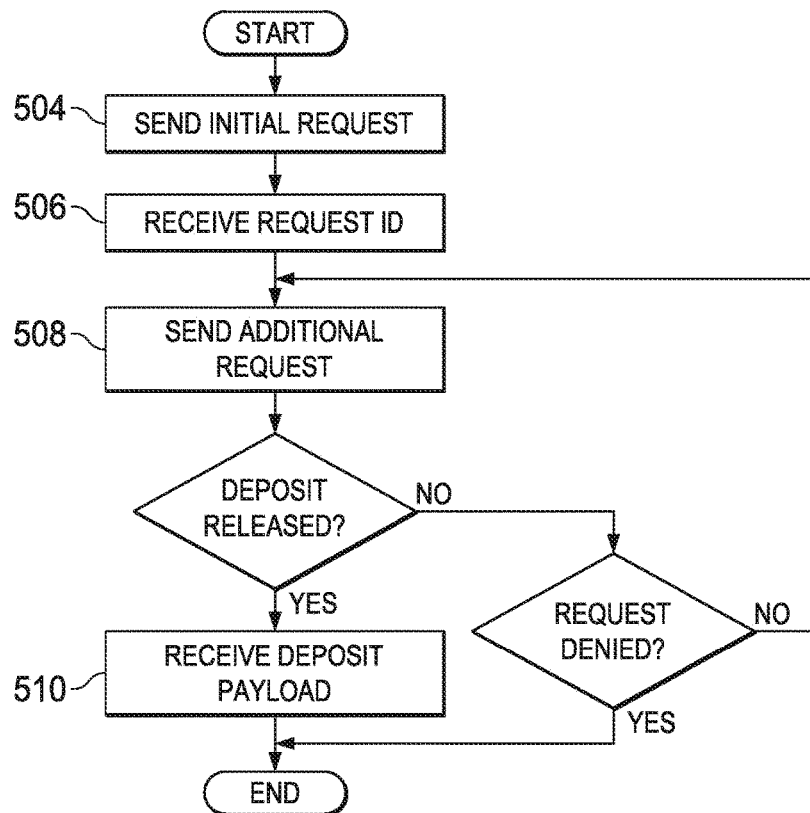 START
504
SEND INITIAL REQUEST
506
RECEIVE REQUEST ID
508
SEND ADDITIONAL
REQUEST
DEPOSIT
RELEASED?
NO
YES
REQUEST
DENIED?
NO
YES
510
RECEIVE DEPOSIT
PAYLOAD
END